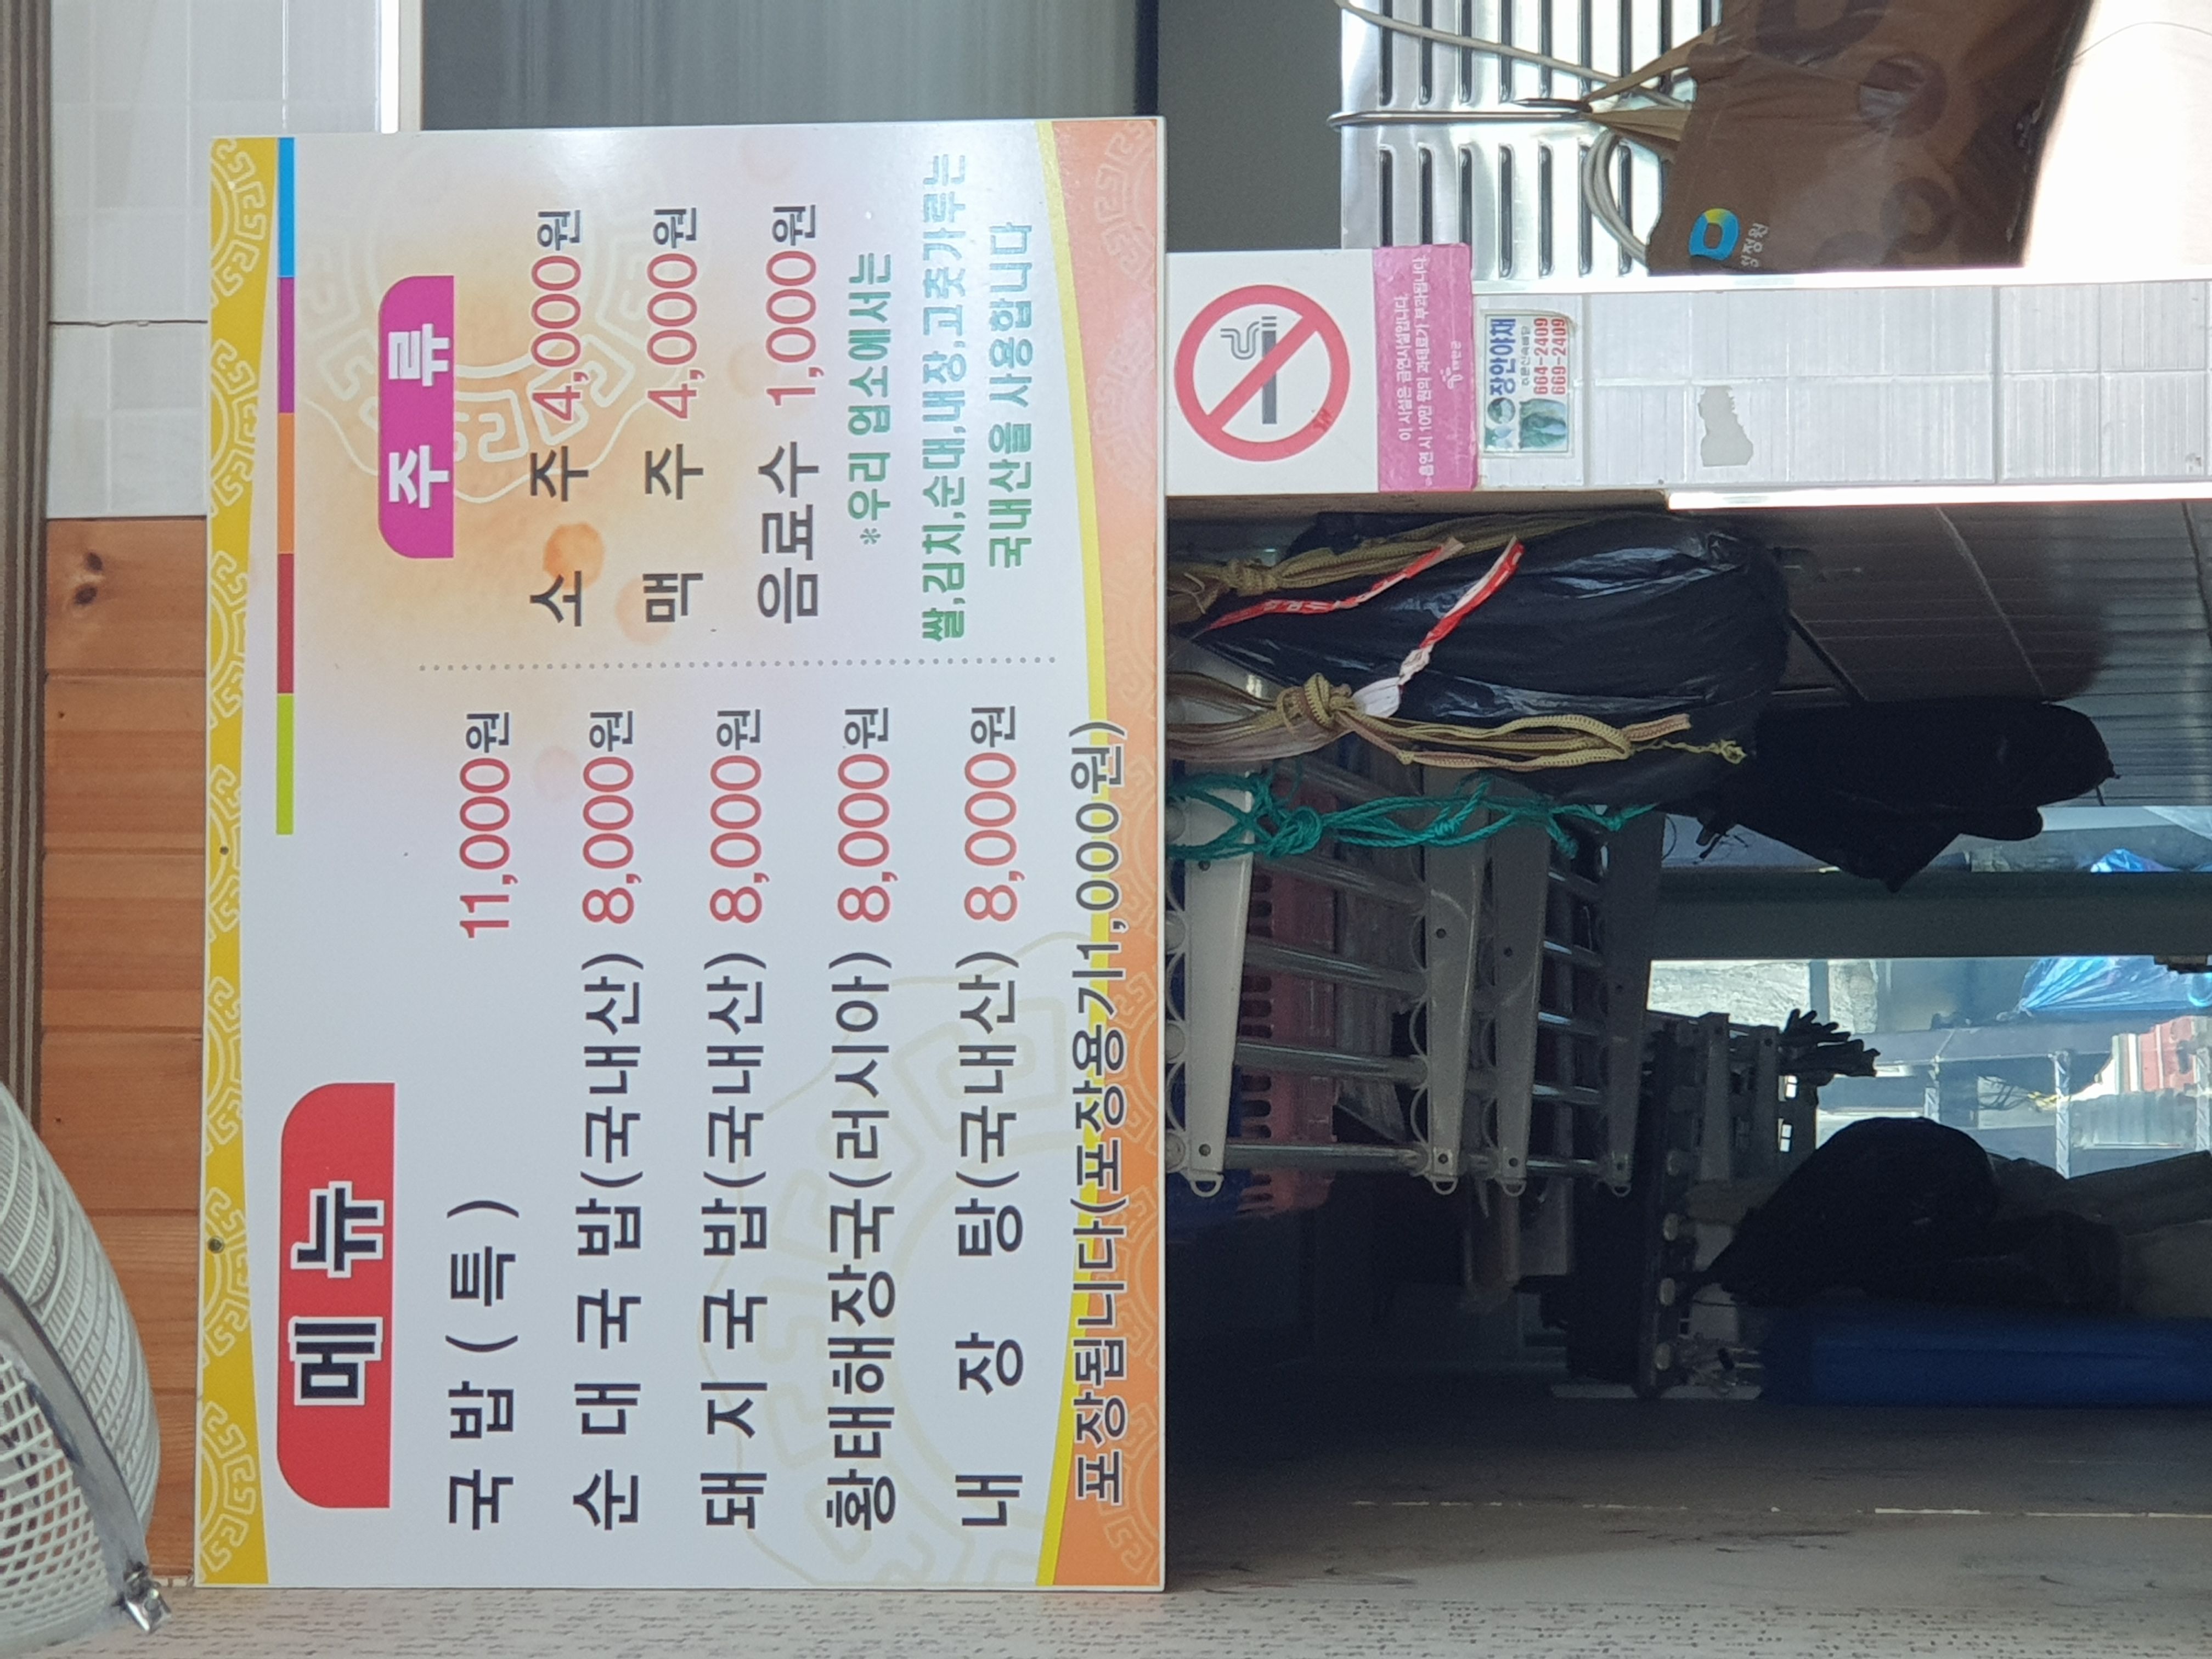 메뉴
국밥(특) 11,000원
순대국밥(국내산) 8,000원
돼지국밥(국내산) 8,000원
황태해장국(러시아) 8,000원
내장탕(국내산) 8,000원
포장됩니다(포장용기1,000원)
주류
소주 4,000원
맥주 4,000원
음료수 1,000원
*우리 업소에서는
쌀,김치,순대,내장,고춧가루는
국내산을 사용합니다
이 시설은 금연시설입니다.
흡연 시 10만 원의 과태료가 부과됩니다.
태안군
장안야채
664-2409
669-2409
청정원